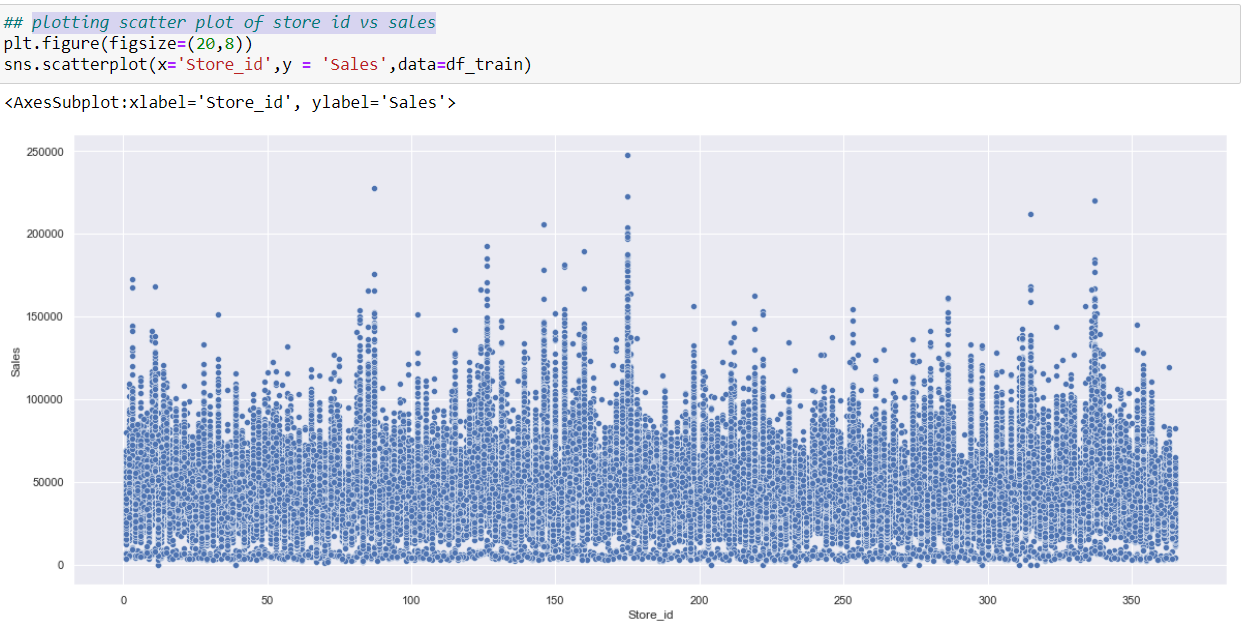 ## plotting scatter plot of store id vs sales
plt.figure(figsize=(20,8))
sns.scatterplot(x='Store_id',y = 'Sales',data=df_train)
<AxesSubplot:xlabel='Store_id', ylabel='Sales'>
250000
200000
150000
100000
50000
0
Sales
0 50 100 150 200 250 300 350
Store_id